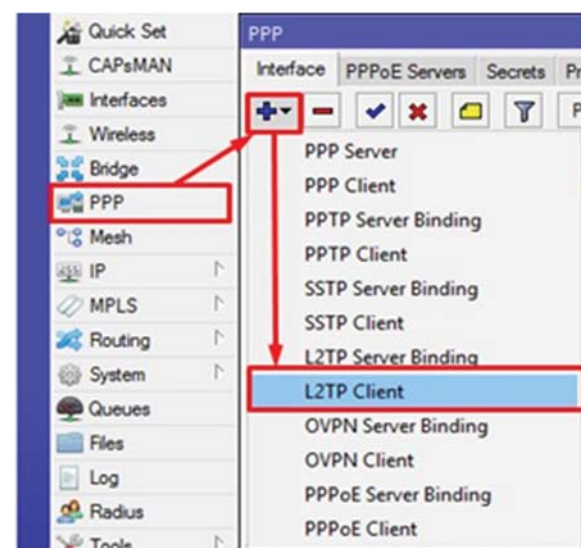 Quick Set
CAPsMAN
Interfaces
Wireless
Bridge
PPP
Mesh
IP
MPLS
Routing
System
Queues
Files
Log
Radius
Tools
PPP
Interface PPPoE Servers Secrets Pr
P
PPP Server
PPP Client
PPTP Server Binding
PPTP Client
SSTP Server Binding
SSTP Client
L2TP Server Binding
L2TP Client
OVPN Server Binding
OVPN Client
PPPoE Server Binding
PPPoE Client